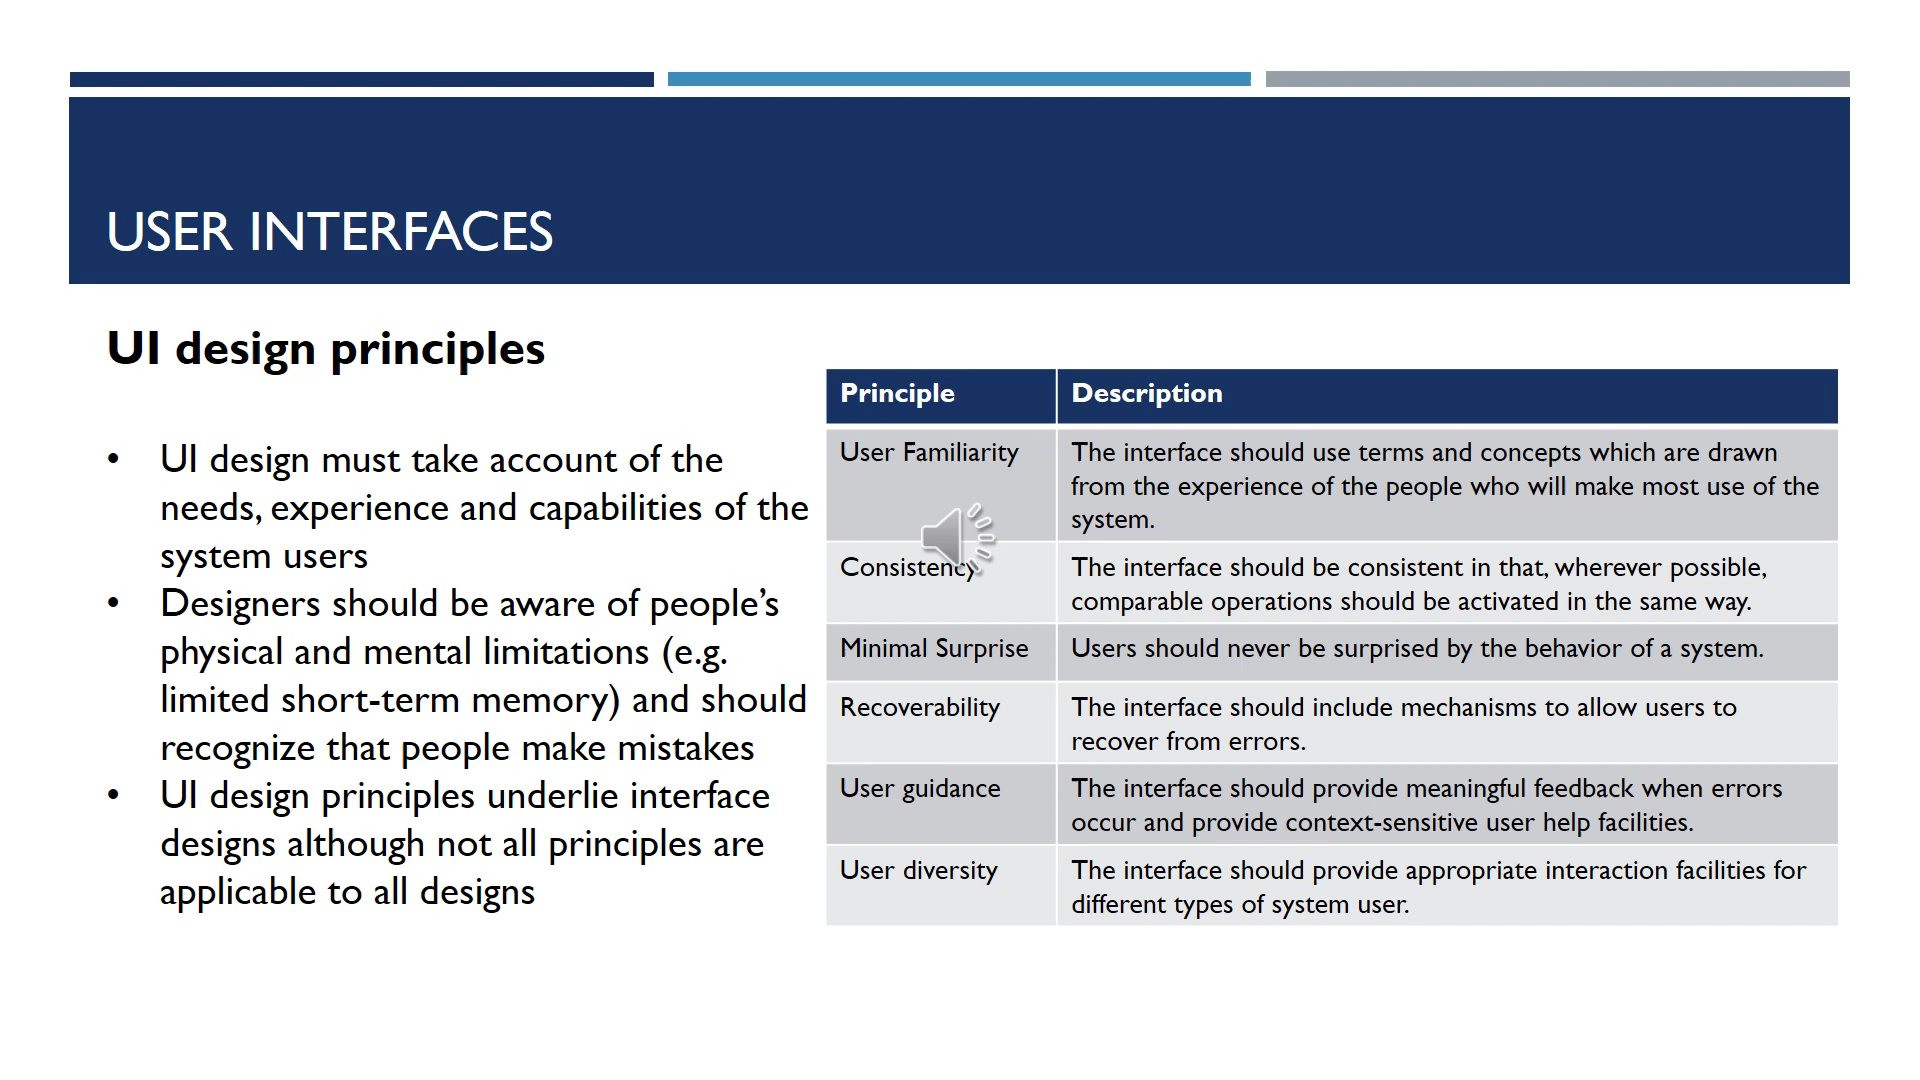 USER INTERFACES
UI design principles
• UI design must take account of the
needs, experience and capabilities of the
system users
• Designers should be aware of people’s
physical and mental limitations (e.g.
limited short-term memory) and should
recognize that people make mistakes
• UI design principles underlie interface
designs although not all principles are
applicable to all designs
Principle Description
User Familiarity The interface should use terms and concepts which are drawn
from the experience of the people who will make most use of the
system.
Consistency The interface should be consistent in that, wherever possible,
comparable operations should be activated in the same way.
Minimal Surprise Users should never be surprised by the behavior of a system.
Recoverability The interface should include mechanisms to allow users to
recover from errors.
User guidance The interface should provide meaningful feedback when errors
occur and provide context-sensitive user help facilities.
User diversity The interface should provide appropriate interaction facilities for
different types of system user.